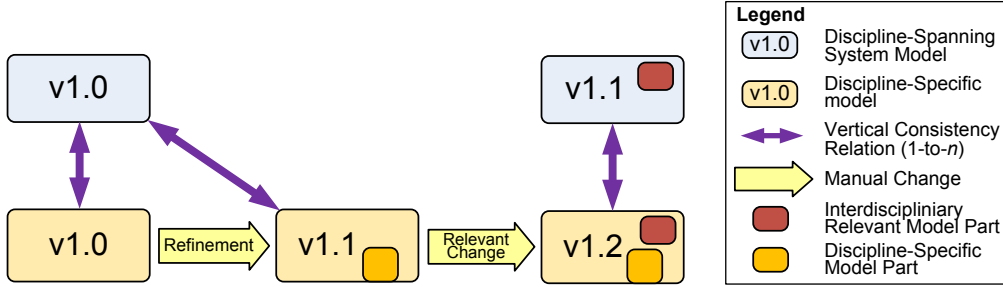 v1.0
v1.1
v1.0
Refinement
v1.1
Relevant
Change
v1.2
Legend
v1.0
Discipline-Spanning
System Model
v1.0
Discipline-Specific
model
Vertical Consistency
Relation (1-to-n)
Manual Change
Interdiscipliniary
Relevant Model Part
Discipline-Specific
Model Part